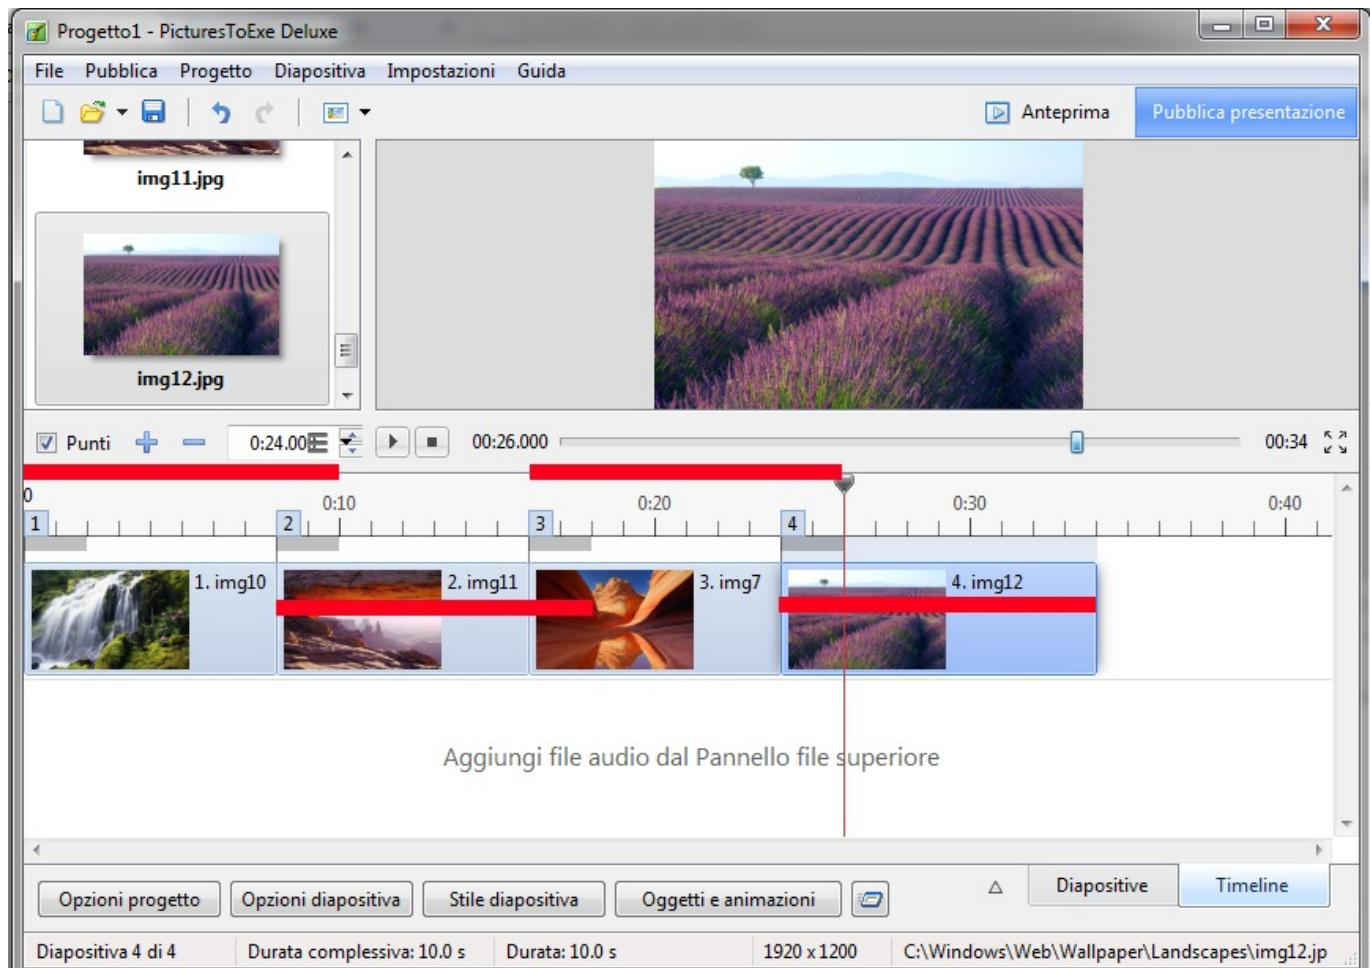 Progetto1 - PicturesToExe Deluxe
File Pubblica Progetto Diapositiva Impostazioni Guida
Anteprima Pubblica presentazione
img11.jpg
img12.jpg
Punti 0:24.00 00:26.000 00:34
0 0:10 0:20 0:30 0:40
1 2 3 4
1. img10 2. img11 3. img7 4. img12
Aggiungi file audio dal Pannello file superiore
Opzioni progetto Opzioni diapositiva Stile diapositiva Oggetti e animazioni Diapositive Timeline
Diapositiva 4 di 4 Durata complessiva: 10.0 s Durata: 10.0 s 1920 x 1200 C:\Windows\Web\Wallpaper\Landscapes\img12.jp